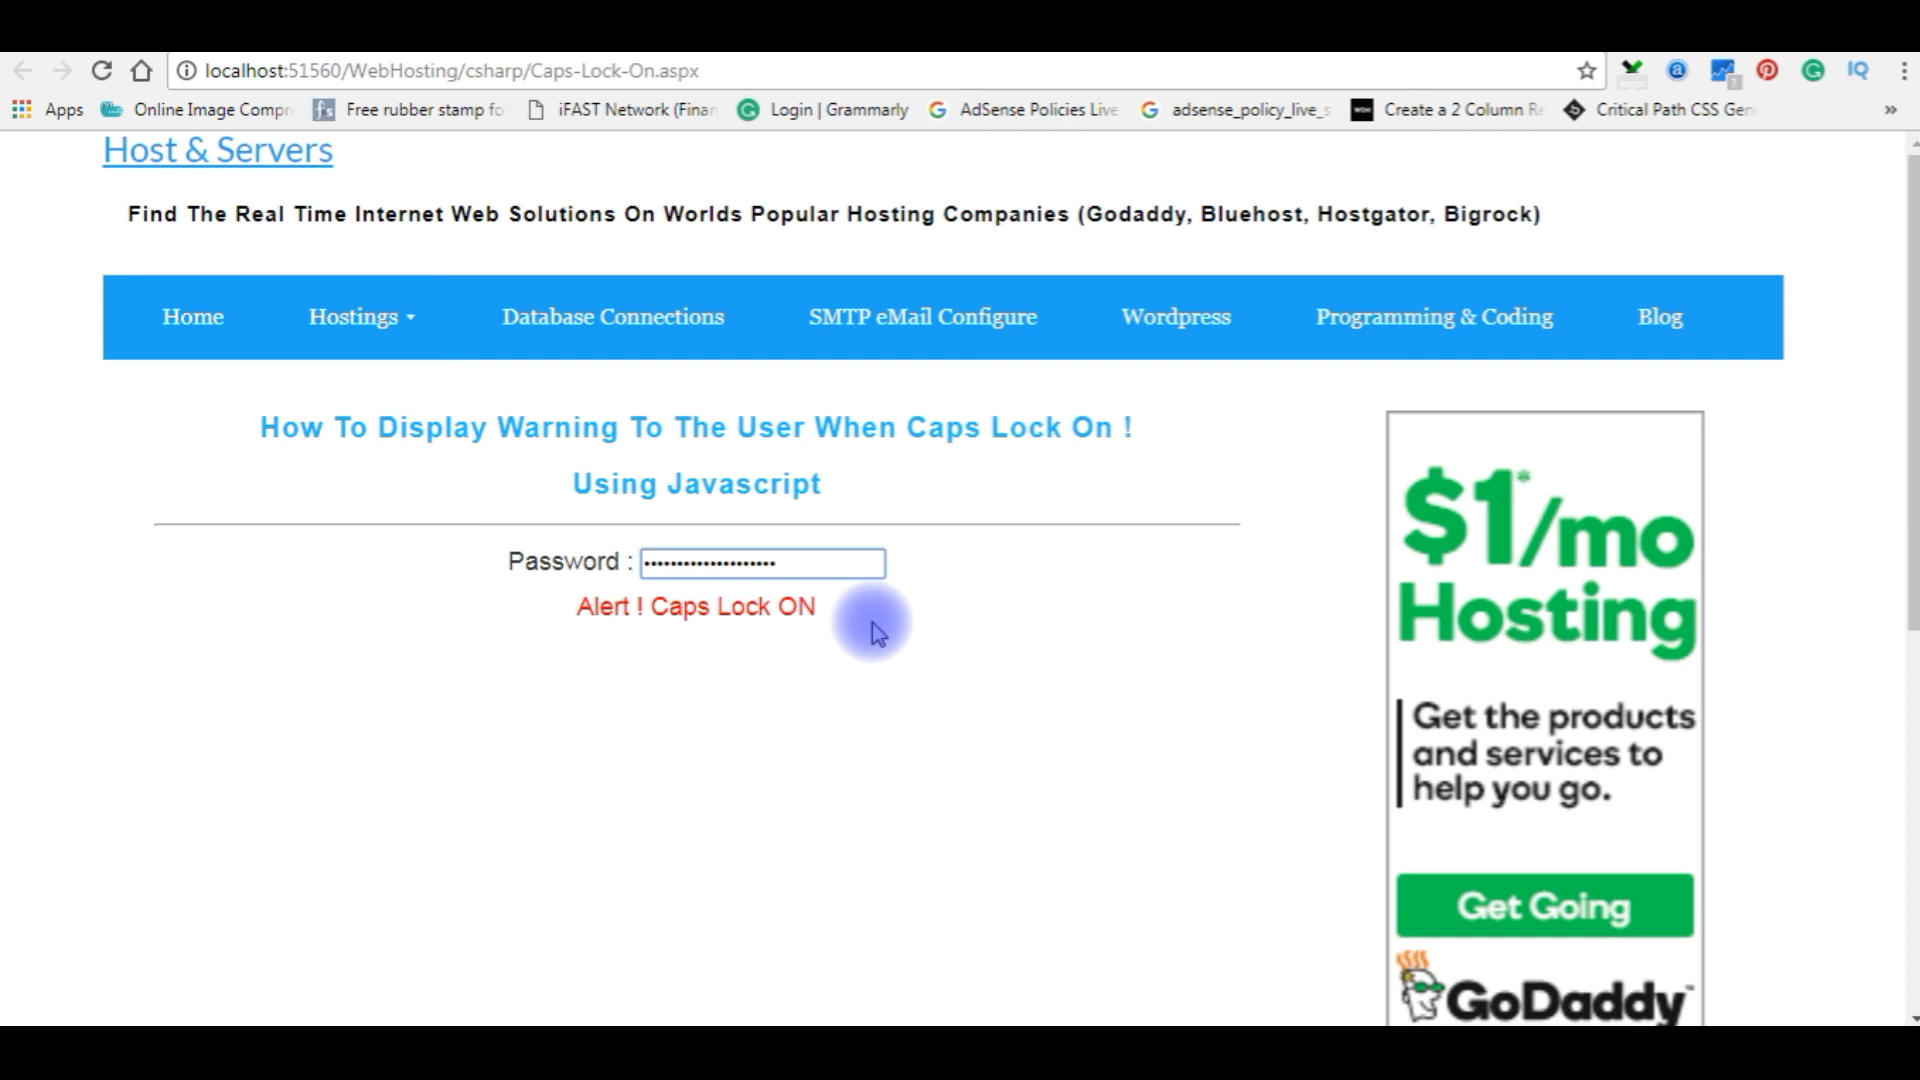 localhost:51560/WebHosting/csharp/Caps-Lock-On.aspx
Apps Online Image Compr Free rubber stamp fo iFAST Network (Finan Login | Grammarly AdSense Policies Live adsense_policy_live_s Create a 2 Column Re Critical Path CSS Gen »
Host & Servers
Find The Real Time Internet Web Solutions On Worlds Popular Hosting Companies (Godaddy, Bluehost, Hostgator, Bigrock)
Home Hostings Database Connections SMTP eMail Configure Wordpress Programming & Coding Blog
How To Display Warning To The User When Caps Lock On !
Using Javascript
Password :
Alert ! Caps Lock ON
$1*/mo
Hosting
Get the products
and services to
help you go.
Get Going
GoDaddy